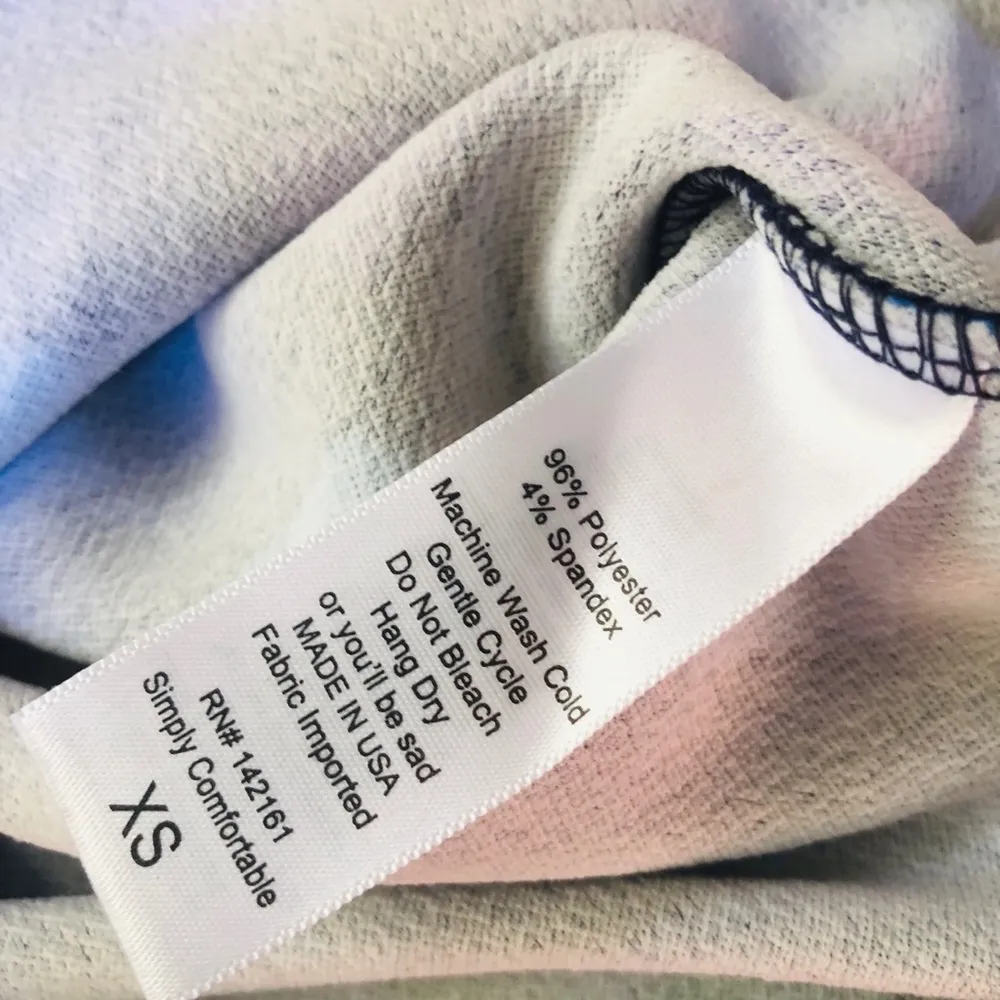 96% Polyester
4% Spandex
Machine Wash Cold
Gentle Cycle
Do Not Bleach
Hang Dry
or you'll be sad
MADE IN USA
Fabric Imported
RN# 142161
Simply Comfortable
XS